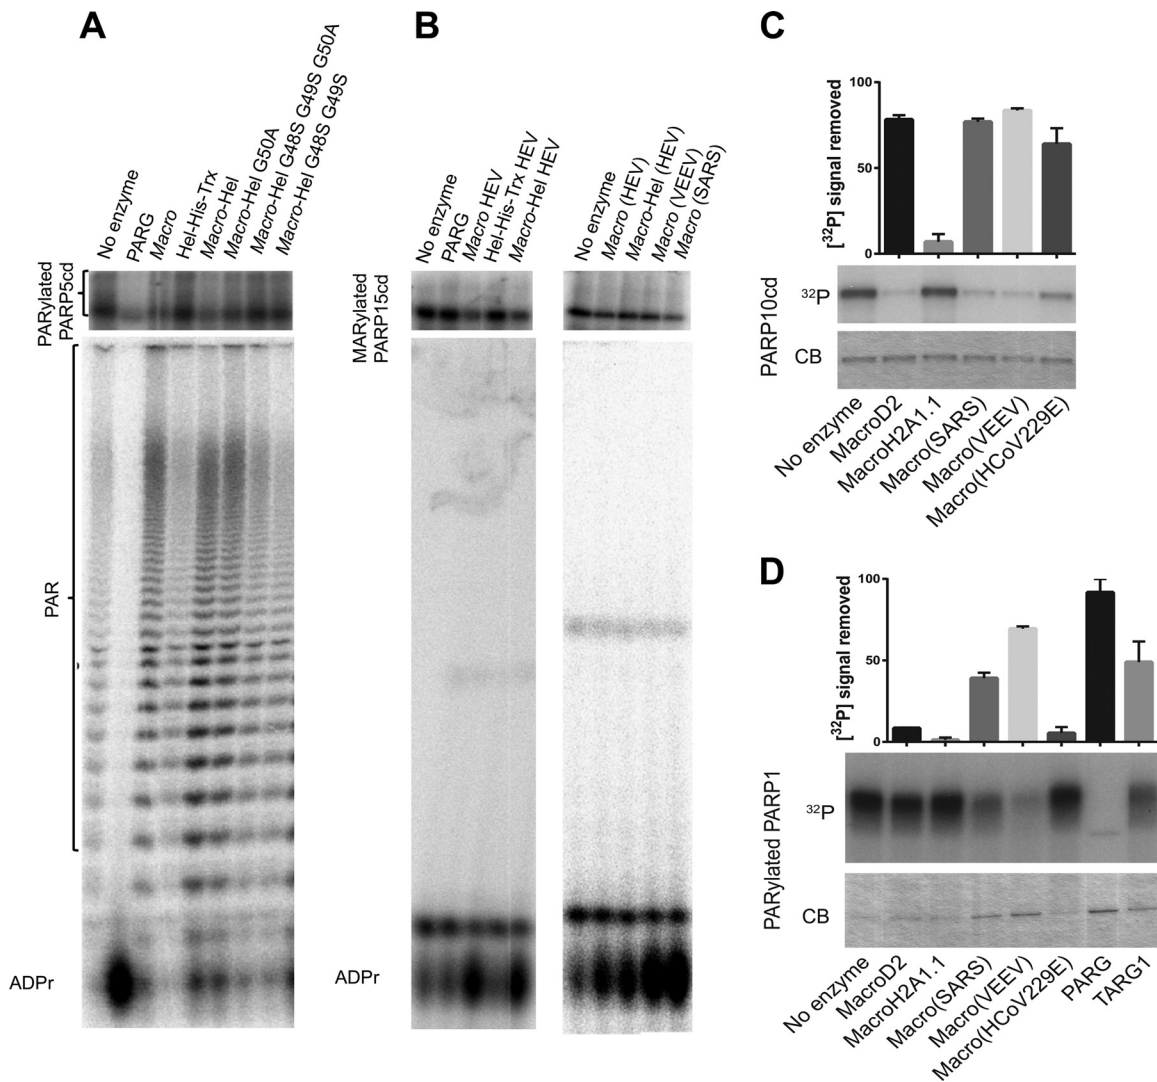 A
No enzyme
PARG
Macro
Hel-His-Trx
Macro-Hel
Macro-Hel G50A
Macro-Hel G48S G49S G50A
Macro-Hel G48S G49S
PARylated
PARP5cd
PAR
ADPr
B
No enzyme
PARG
Macro HEV
Hel-His-Trx HEV
Macro-Hel HEV
No enzyme
Macro (HEV)
Macro-Hel (HEV)
Macro (VEEV)
Macro (SARS)
MARylated
PARP15cd
ADPr
C
[32P] signal removed
100
50
0
PARP10cd
32P
CB
No enzyme
MacroD2
MacroH2A1.1
Macro(SARS)
Macro(VEEV)
Macro(HCoV229E)
D
[32P] signal removed
100
50
0
PARylated PARP1
32P
CB
No enzyme
MacroD2
MacroH2A1.1
Macro(SARS)
Macro(VEEV)
Macro(HCoV229E)
PARG
TARG1